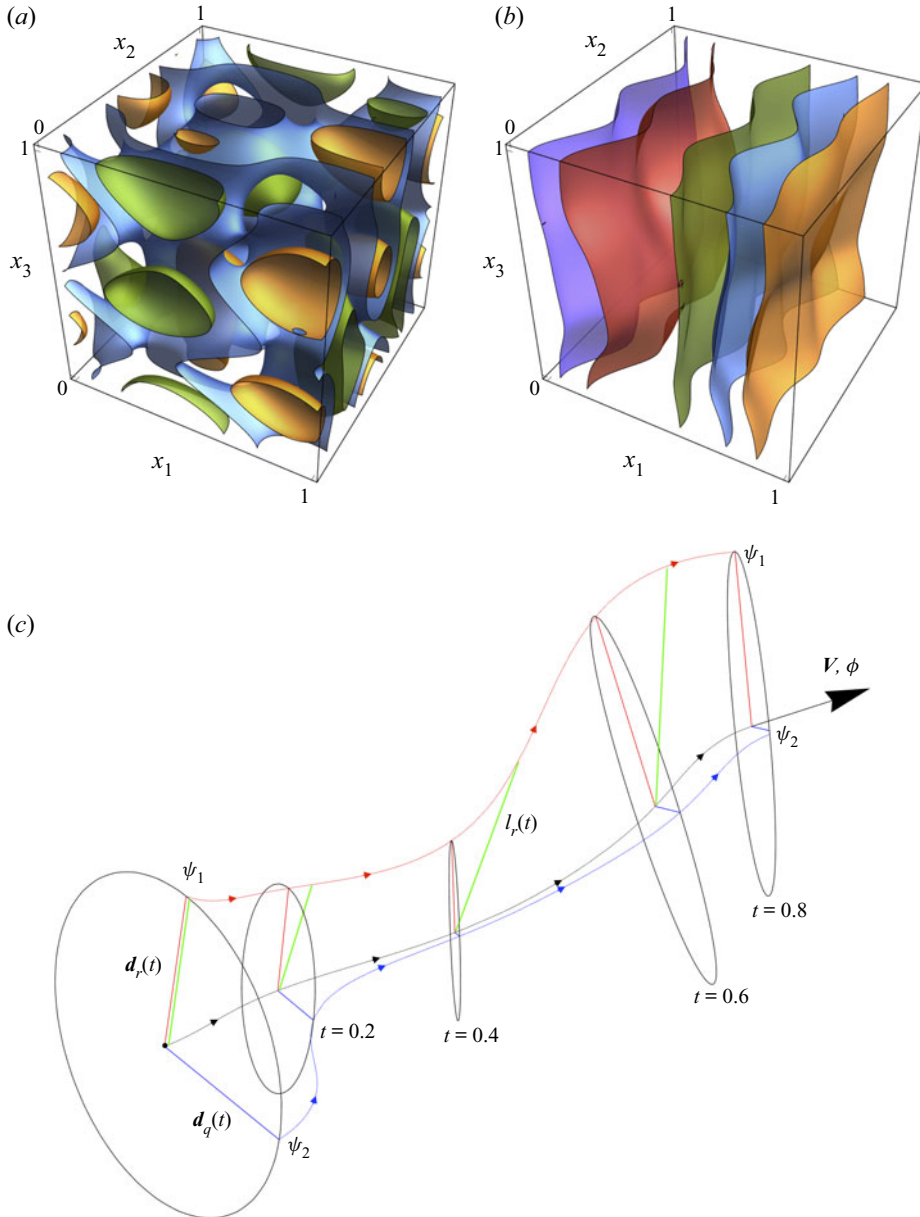 (a)
1
x2
0
1
x3
0
x1
1
(b)
1
x2
0
1
x3
0
x1
1
(c)
ψ1
V, ϕ
ψ2
lr(t)
t = 0.8
ψ1
t = 0.6
dr(t)
t = 0.2
t = 0.4
dq(t)
ψ2